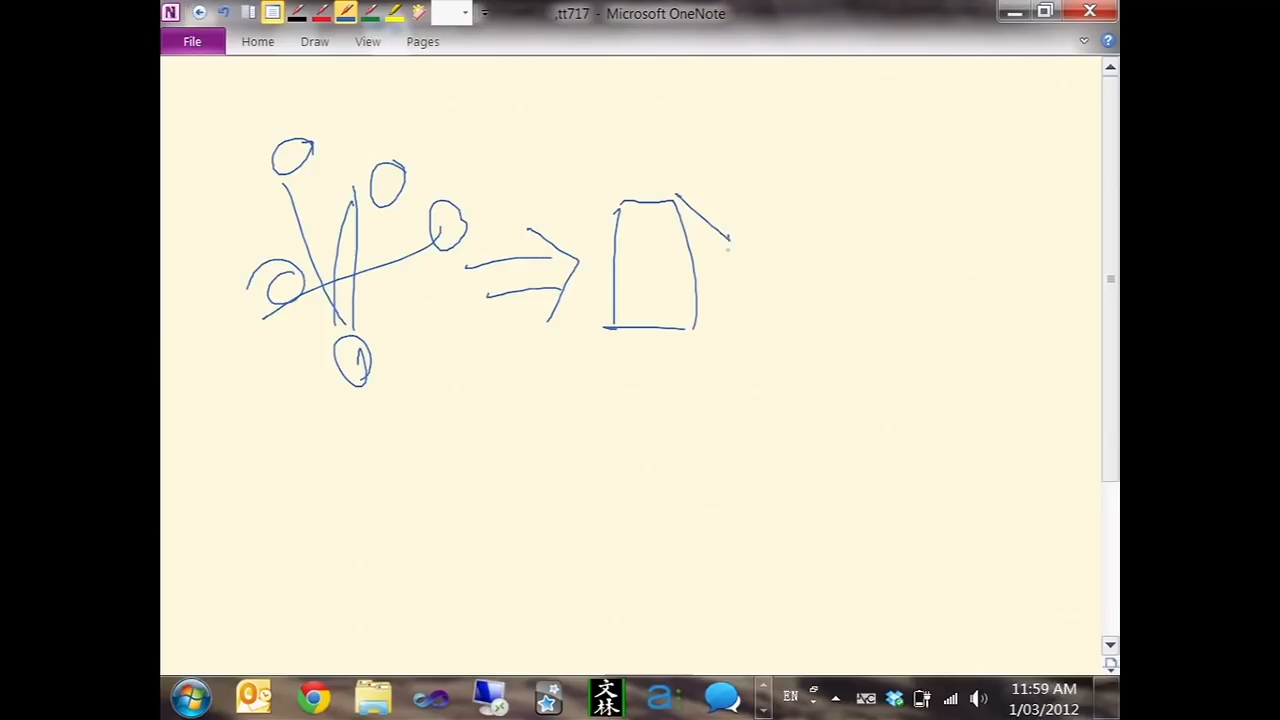 ,tt717 - Microsoft OneNote
File Home Draw View Pages
文
林
a:
EN
11:59 AM
1/03/2012